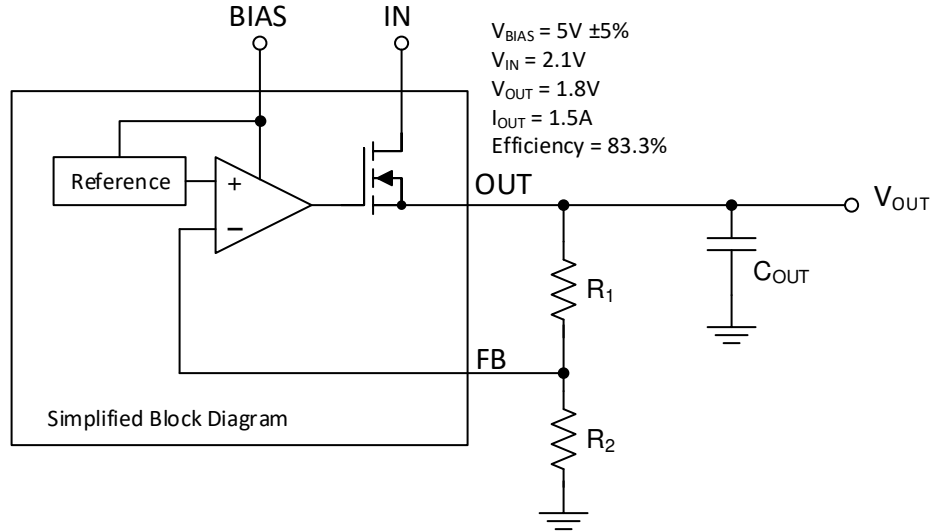 BIAS
IN
V_BIAS = 5V ±5%
V_IN = 2.1V
V_OUT = 1.8V
I_OUT = 1.5A
Efficiency = 83.3%
Reference
+
−
OUT
V_OUT
C_OUT
R_1
FB
Simplified Block Diagram
R_2